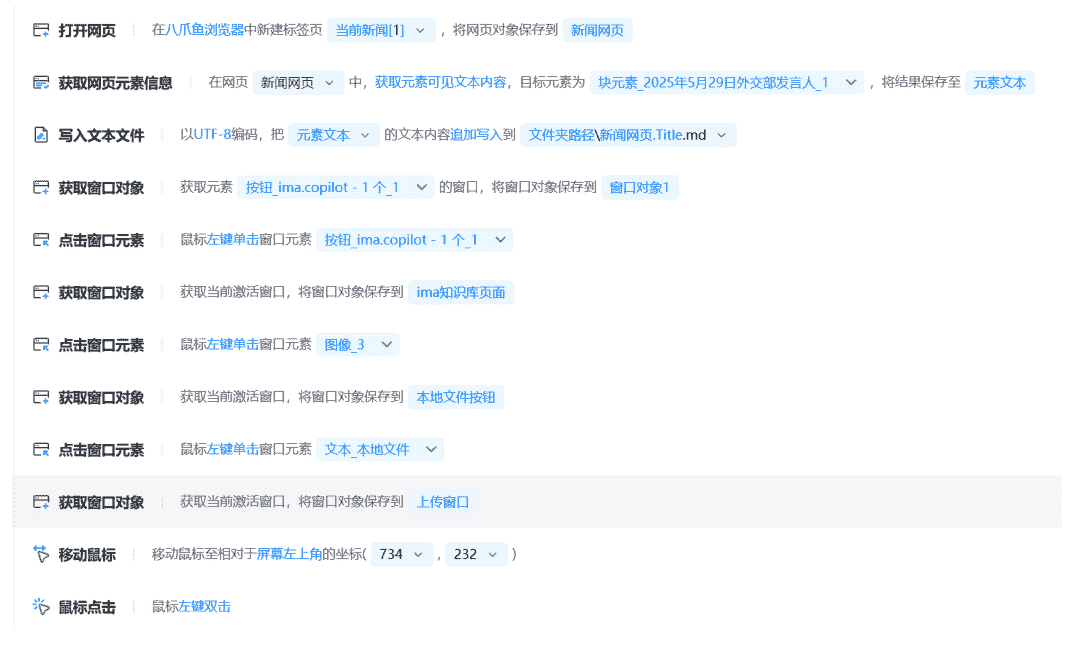 打开网页 在八爪鱼浏览器中新建标签页 当前新闻[1] ，将网页对象保存到 新闻网页
获取网页元素信息 在网页 新闻网页 中，获取元素可见文本内容，目标元素为 块元素_2025年5月29日外交部发言人_1 ，将结果保存至 元素文本
写入文本文件 以UTF-8编码，把 元素文本 的文本内容追加写入到 文件夹路径\新闻网页.Title.md
获取窗口对象 获取元素 按钮_ima.copilot - 1 个_1 的窗口，将窗口对象保存到 窗口对象1
点击窗口元素 鼠标左键单击窗口元素 按钮_ima.copilot - 1 个_1
获取窗口对象 获取当前激活窗口，将窗口对象保存到 ima知识库页面
点击窗口元素 鼠标左键单击窗口元素 图像_3
获取窗口对象 获取当前激活窗口，将窗口对象保存到 本地文件按钮
点击窗口元素 鼠标左键单击窗口元素 文本_本地文件
获取窗口对象 获取当前激活窗口，将窗口对象保存到 上传窗口
移动鼠标 移动鼠标至相对于屏幕左上角的坐标( 734 , 232 )
鼠标点击 鼠标左键双击